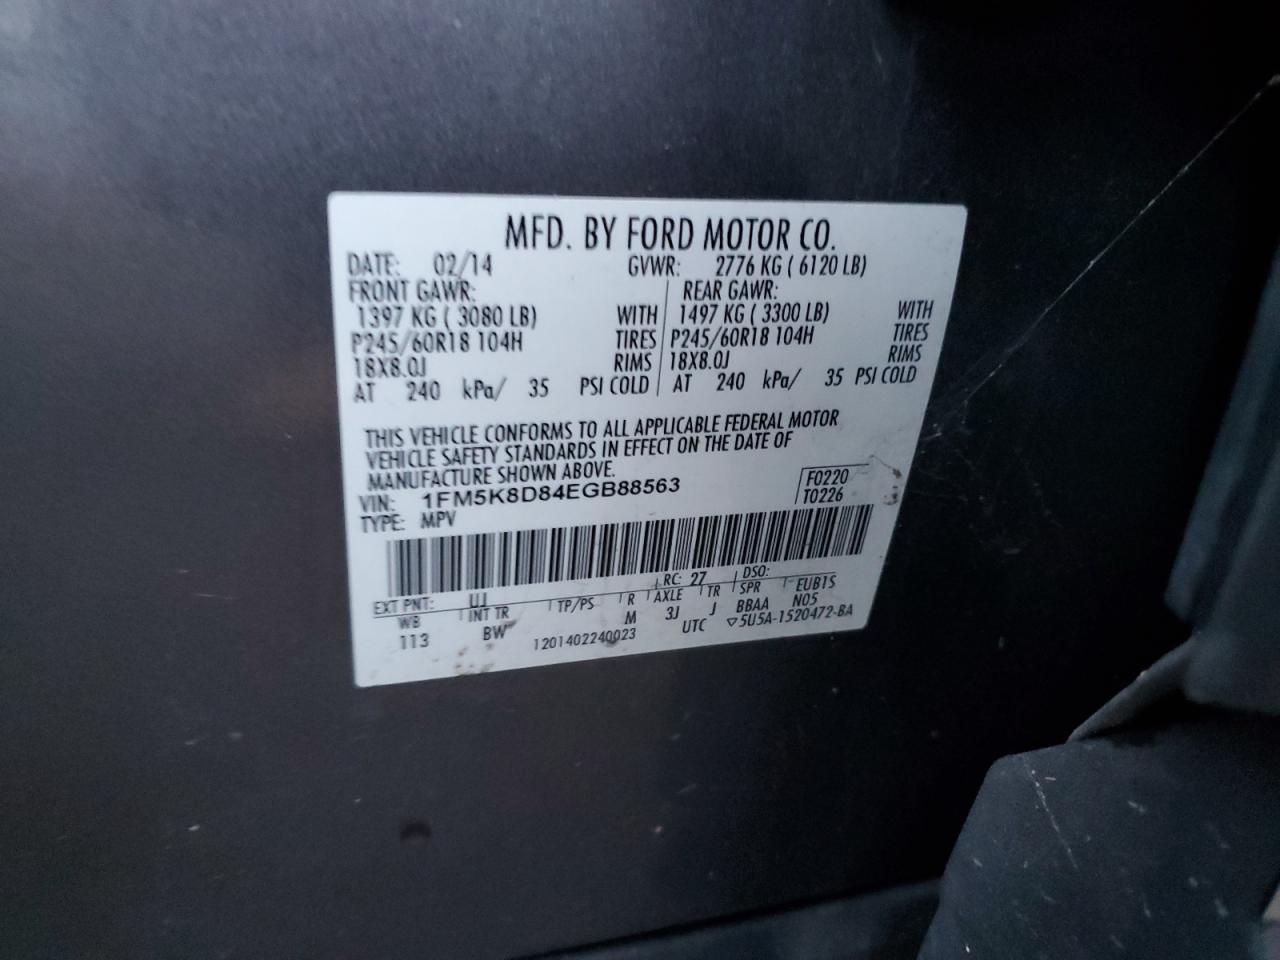 MFD. BY FORD MOTOR CO.
DATE: 02/14 GVWR: 2776 KG ( 6120 LB)
FRONT GAWR: REAR GAWR:
1397 KG ( 3080 LB) WITH 1497 KG ( 3300 LB) WITH
P245/60R18 104H TIRES P245/60R18 104H TIRES
18X8.0J RIMS 18X8.0J RIMS
AT 240 kPa/ 35 PSI COLD AT 240 kPa/ 35 PSI COLD
THIS VEHICLE CONFORMS TO ALL APPLICABLE FEDERAL MOTOR
VEHICLE SAFETY STANDARDS IN EFFECT ON THE DATE OF
MANUFACTURE SHOWN ABOVE.
VIN: 1FM5K8D84EGB88563 F0220
TYPE: MPV T0226
EXT PNT: UJ RC: 27 DSO:
WB INT TR TP/PS R AXLE TR SPR EUB1S
113 BW M 3J J BBAA N05
1201402240023 UTC ▽5U5A-1520472-BA